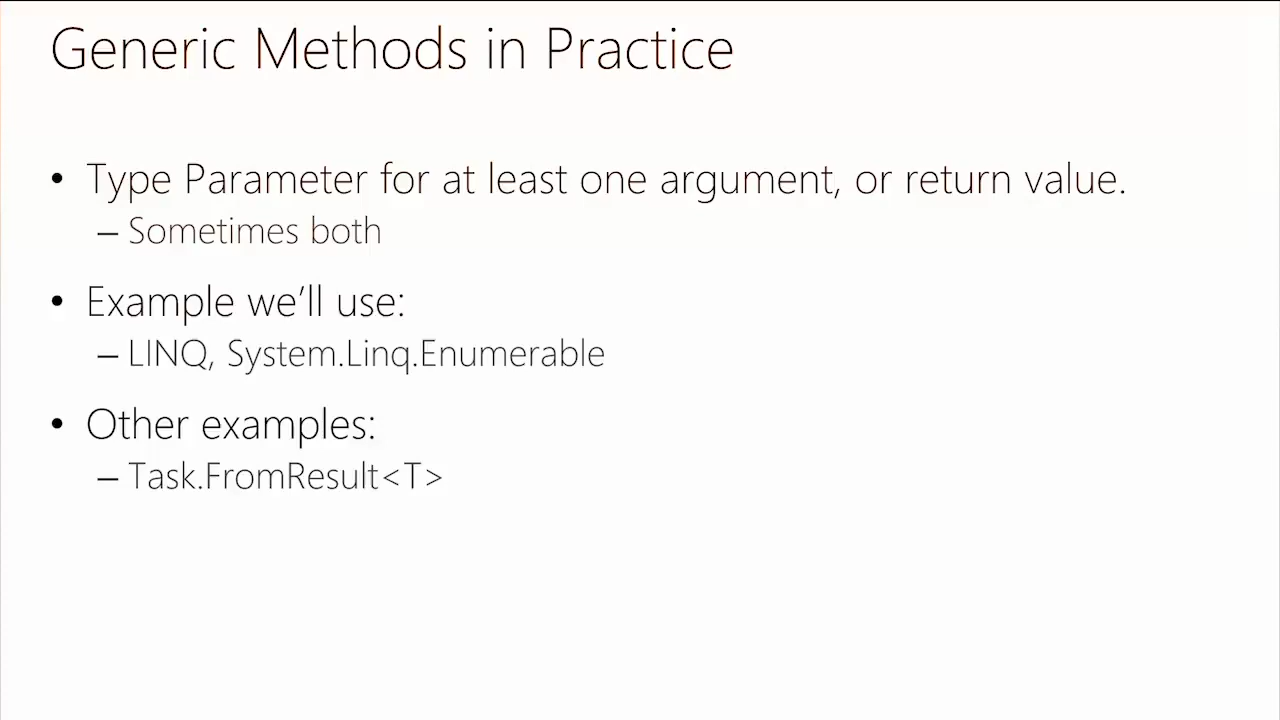 Generic Methods in Practice
• Type Parameter for at least one argument, or return value.
– Sometimes both
• Example we’ll use:
– LINQ, System.Linq.Enumerable
• Other examples:
– Task.FromResult<T>